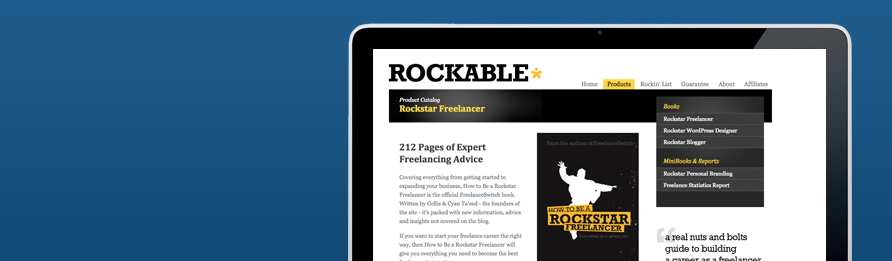 ROCKABLE*
Home Products Rockin' List Guarantee About Affiliates
Product Catalog
Rockstar Freelancer
Books
Rockstar Freelancer
Rockstar WordPress Designer
Rockstar Blogger
MiniBooks & Reports
Rockstar Personal Branding
Freelance Statistics Report
212 Pages of Expert
Freelancing Advice
Covering everything from getting started to
expanding your business, How to Be a Rockstar
Freelancer is the official FreelanceSwitch book.
Written by Collis & Cyan Ta'eed - the founders of
the site - it's packed with new information, advice
and insights not covered on the blog.
If you want to start your freelance career the right
way, then How to Be a Rockstar Freelancer will
give you everything you need to become the best
From the authors of FreelanceSwitch
HOW TO BE A
ROCKSTAR
FREELANCER
“a real nuts and bolts
guide to building
a career as a freelancer